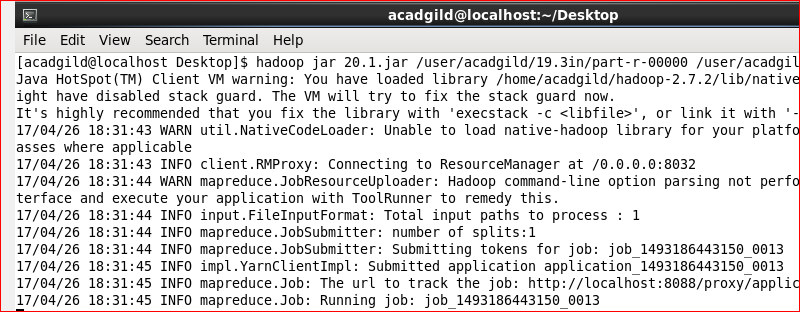 acadgild@localhost:~/Desktop
File Edit View Search Terminal Help
[acadgild@localhost Desktop]$ hadoop jar 20.1.jar /user/acadgild/19.3in/part-r-00000 /user/acadgil
Java HotSpot(TM) Client VM warning: You have loaded library /home/acadgild/hadoop-2.7.2/lib/native
ight have disabled stack guard. The VM will try to fix the stack guard now.
It's highly recommended that you fix the library with 'execstack -c <libfile>', or link it with '-
17/04/26 18:31:43 WARN util.NativeCodeLoader: Unable to load native-hadoop library for your platfo
asses where applicable
17/04/26 18:31:43 INFO client.RMProxy: Connecting to ResourceManager at /0.0.0.0:8032
17/04/26 18:31:44 WARN mapreduce.JobResourceUploader: Hadoop command-line option parsing not perfo
terface and execute your application with ToolRunner to remedy this.
17/04/26 18:31:44 INFO input.FileInputFormat: Total input paths to process : 1
17/04/26 18:31:44 INFO mapreduce.JobSubmitter: number of splits:1
17/04/26 18:31:44 INFO mapreduce.JobSubmitter: Submitting tokens for job: job_1493186443150_0013
17/04/26 18:31:45 INFO impl.YarnClientImpl: Submitted application application_1493186443150_0013
17/04/26 18:31:45 INFO mapreduce.Job: The url to track the job: http://localhost:8088/proxy/applic
17/04/26 18:31:45 INFO mapreduce.Job: Running job: job_1493186443150_0013